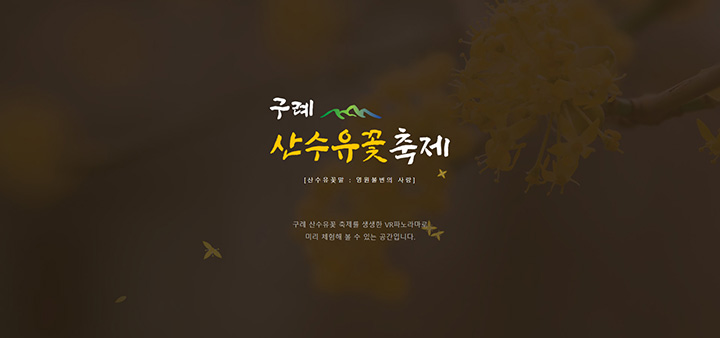 구례
산수유꽃축제
[산수유꽃말 : 영원불변의 사랑]
구례 산수유꽃 축제를 생생한 VR파노라마로
미리 체험해 볼 수 있는 공간입니다.